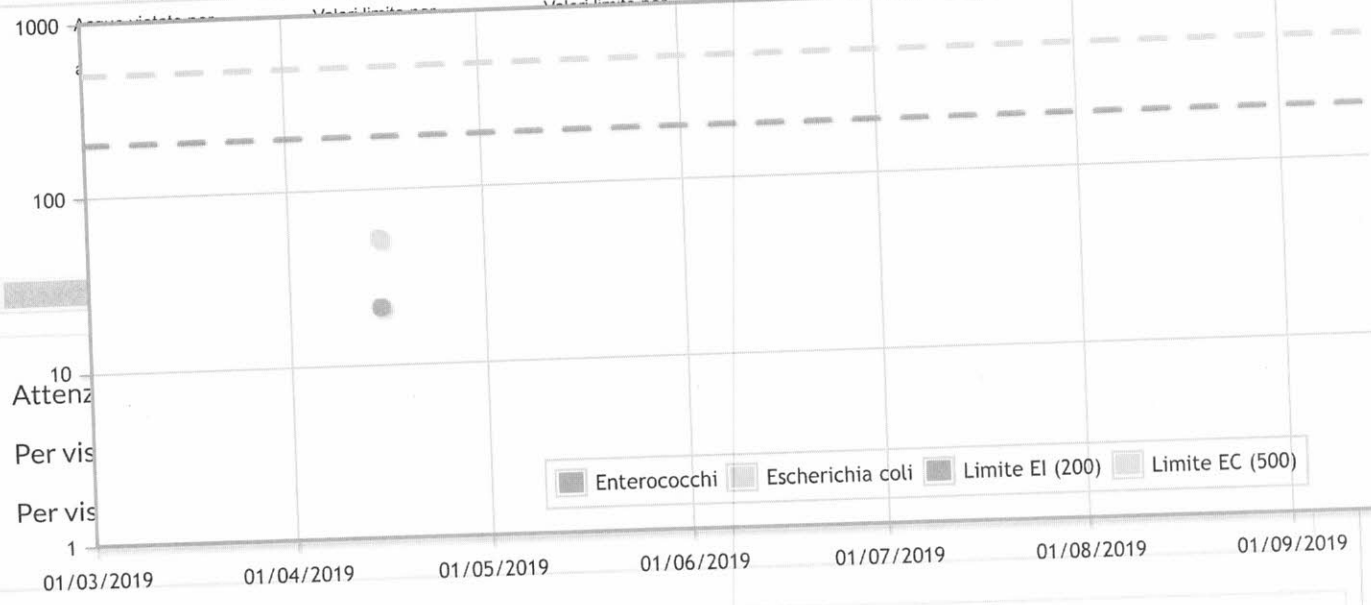 1000
100
10
Attenz
Per vis
Per vis
1
Enterococchi Escherichia coli Limite EI (200) Limite EC (500)
01/03/2019 01/04/2019 01/05/2019 01/06/2019 01/07/2019 01/08/2019 01/09/2019